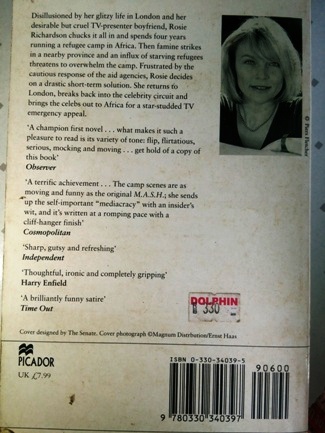 Disillusioned by her glitzy life in London and her
desirable but cruel TV-presenter boyfriend, Rosie
Richardson chucks it all in and spends four years
running a refugee camp in Africa. Then famine strikes
in a nearby province and an influx of starving refugees
threatens to overwhelm the camp. Frustrated by the
cautious response of the aid agencies, Rosie decides
on a drastic short-term solution. She returns to
London, breaks back into the celebrity circuit and
brings the celebs out to Africa for a star-studded TV
emergency appeal.
'A champion first novel . . . what makes it such a
pleasure to read is its variety of tone: flip, flirtatious,
serious, mocking and moving . . . get hold of a copy of
this book'
Observer
'A terrific achievement . . . The camp scenes are as
moving and funny as the original M.A.S.H.; she sends
up the self-important "mediacracy" with an insider's
wit, and it's written at a romping pace with a
cliff-hanger finish'
Cosmopolitan
'Sharp, gutsy and refreshing'
Independent
'Thoughtful, ironic and completely gripping'
Harry Enfield
'A brilliantly funny satire'
Time Out
DOLPHIN
330
Cover designed by The Senate. Cover photograph ©Magnum Distribution/Ernst Haas
PICADOR
UK £7.99
ISBN 0-330-34039-5
90600
9 780330 340397